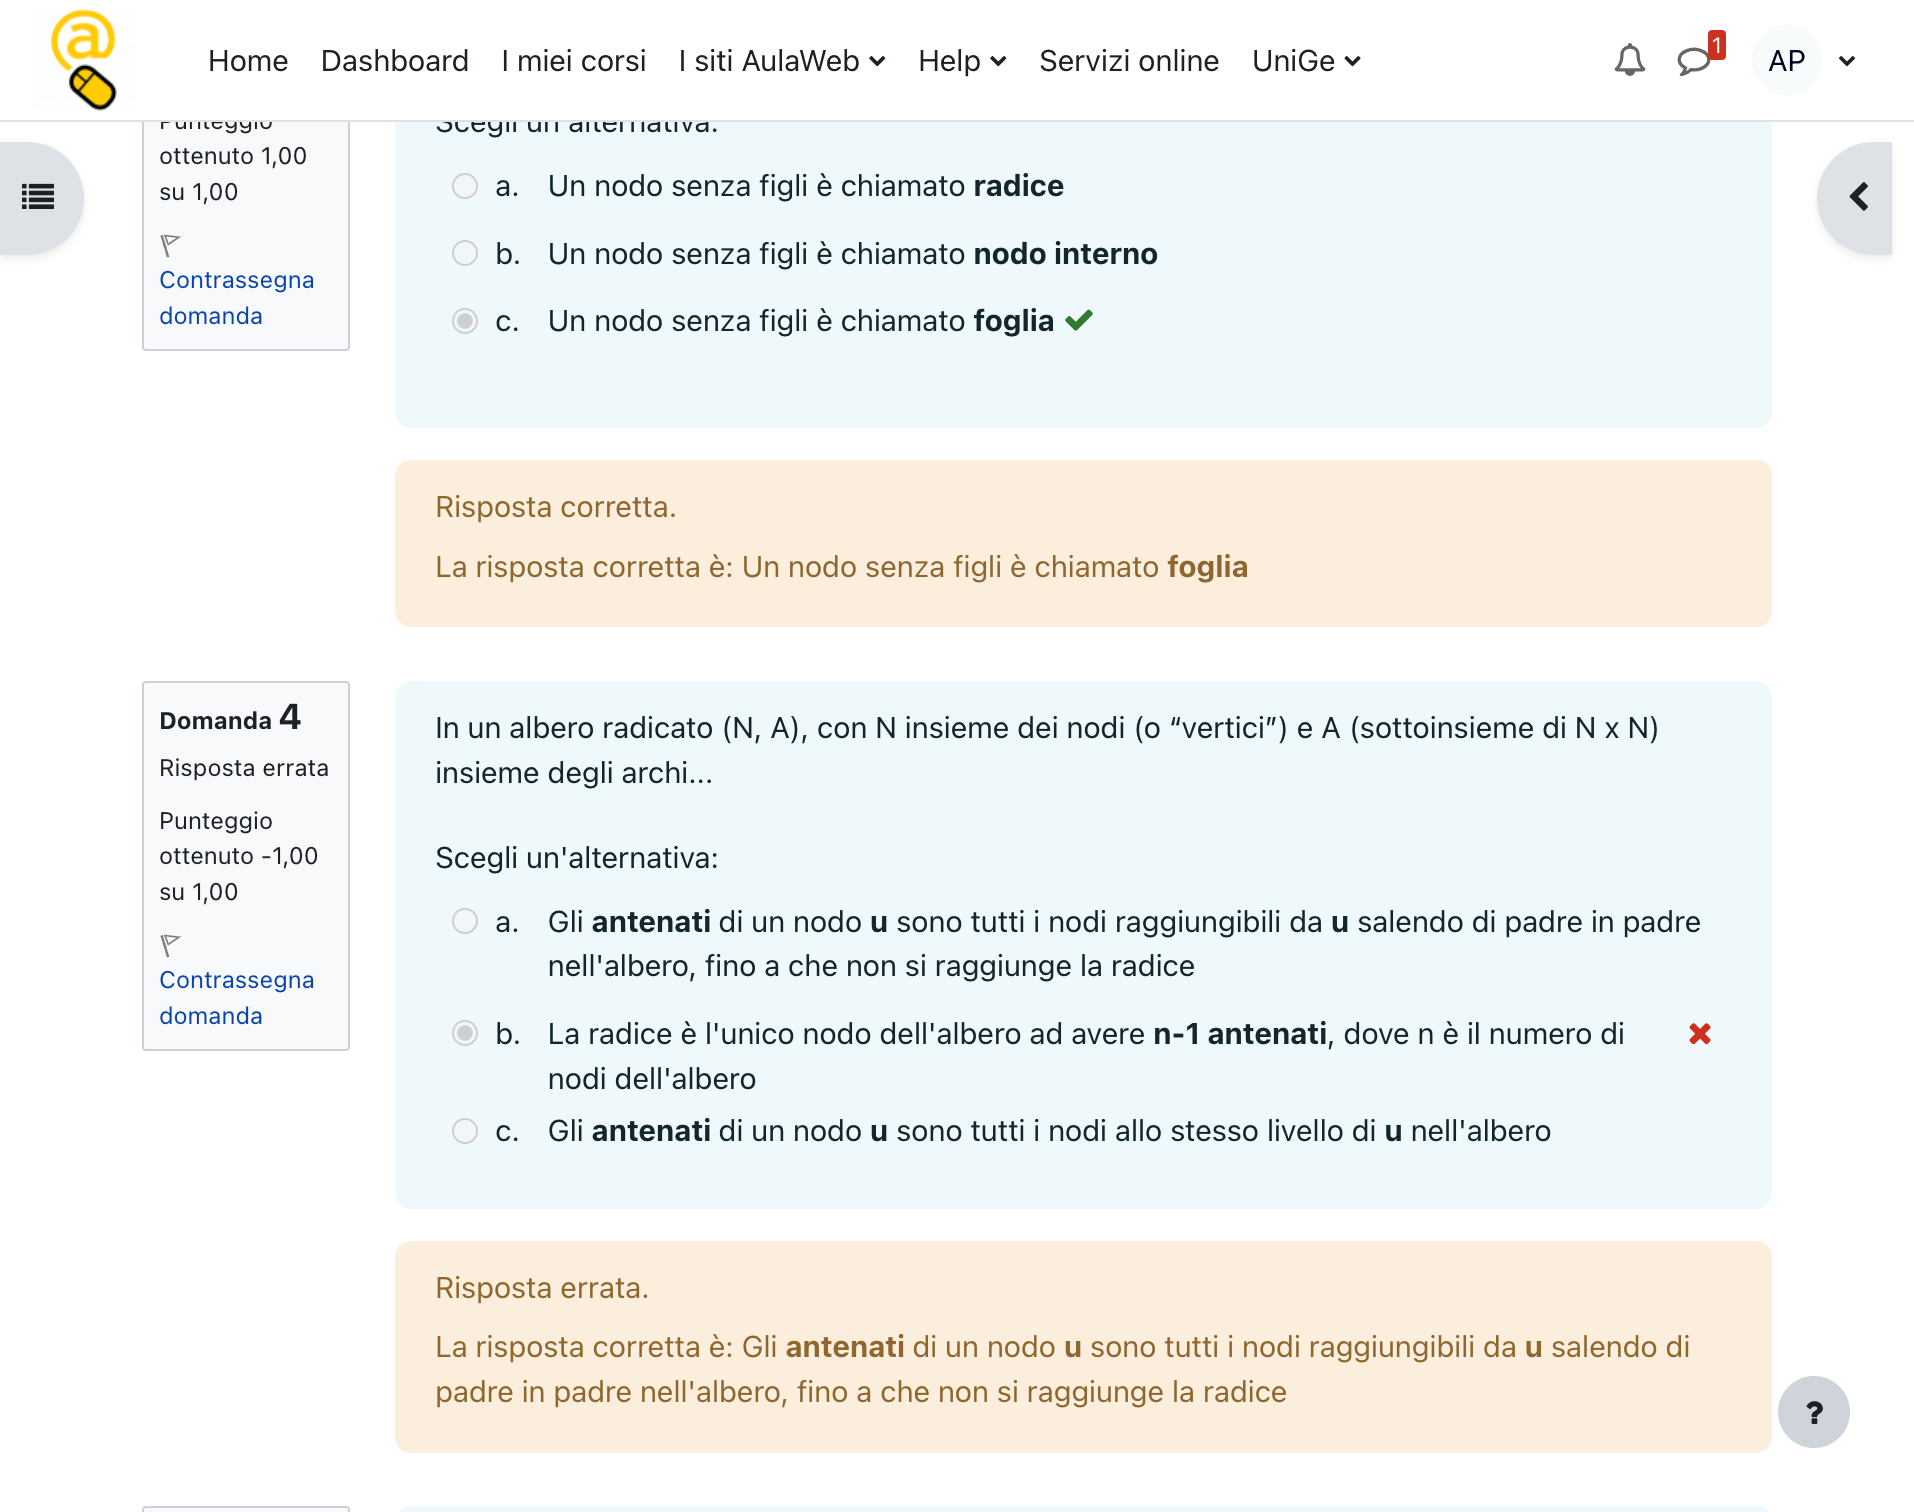 Home Dashboard I miei corsi I siti AulaWeb Help Servizi online UniGe 1 AP
Punteggio
ottenuto 1,00
su 1,00
Contrassegna
domanda
Scegli un'alternativa:
a. Un nodo senza figli è chiamato radice
b. Un nodo senza figli è chiamato nodo interno
c. Un nodo senza figli è chiamato foglia
Risposta corretta.
La risposta corretta è: Un nodo senza figli è chiamato foglia
Domanda 4
Risposta errata
Punteggio
ottenuto -1,00
su 1,00
Contrassegna
domanda
In un albero radicato (N, A), con N insieme dei nodi (o “vertici”) e A (sottoinsieme di N x N)
insieme degli archi...
Scegli un'alternativa:
a. Gli antenati di un nodo u sono tutti i nodi raggiungibili da u salendo di padre in padre
nell'albero, fino a che non si raggiunge la radice
b. La radice è l'unico nodo dell'albero ad avere n-1 antenati, dove n è il numero di
nodi dell'albero
c. Gli antenati di un nodo u sono tutti i nodi allo stesso livello di u nell'albero
Risposta errata.
La risposta corretta è: Gli antenati di un nodo u sono tutti i nodi raggiungibili da u salendo di
padre in padre nell'albero, fino a che non si raggiunge la radice
?